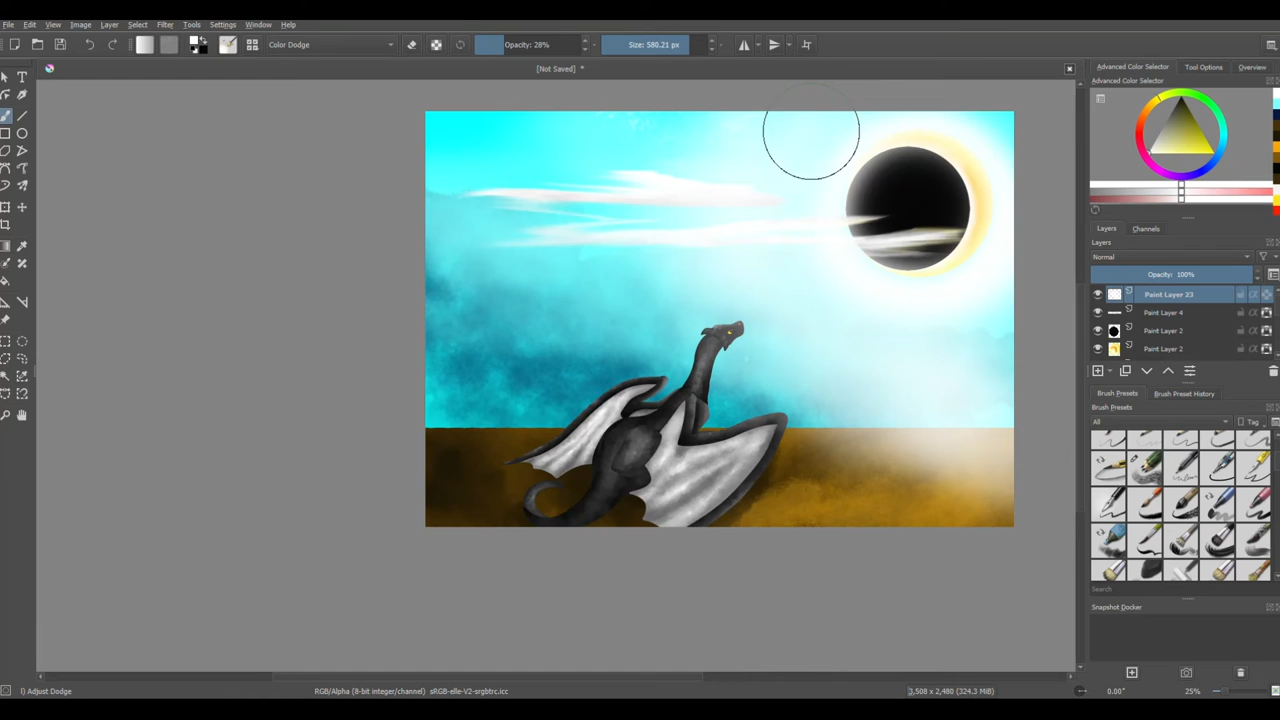 File Edit View Image Layer Select Filter Tools Settings Window Help
Color Dodge Opacity: 28% Size: 580.21 px
[Not Saved] *
Advanced Color Selector Tool Options Overview
Advanced Color Selector
Layers Channels
Layers
Normal
Opacity: 100%
Paint Layer 23
Paint Layer 4
Paint Layer 2
Paint Layer 2
Brush Presets Brush Preset History
Brush Presets
All Tag
Search
Snapshot Docker
l) Adjust Dodge RGB/Alpha (8-bit integer/channel) sRGB-elle-V2-srgbtrc.icc 3,508 x 2,480 (324.3 MiB) 0.00° 25%